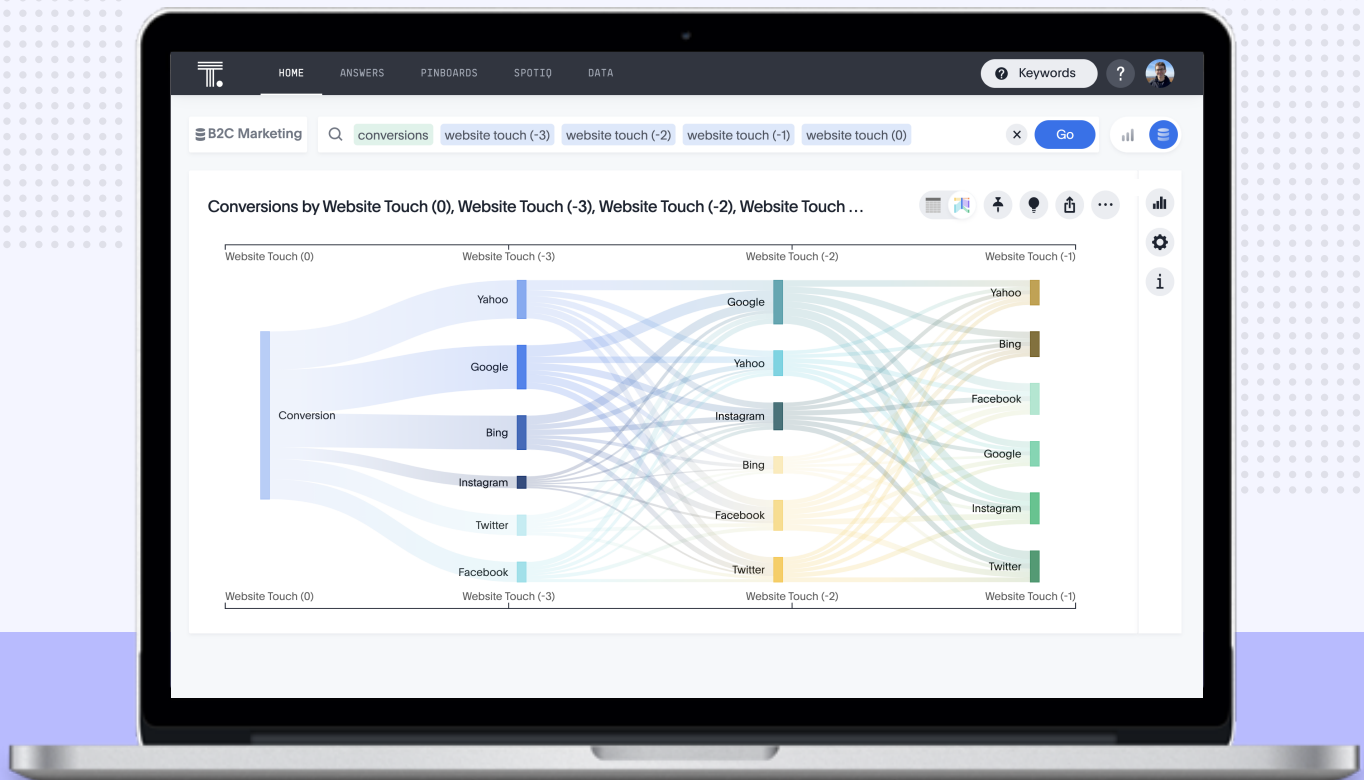 T.
HOME
ANSWERS
PINBOARDS
SPOTIQ
DATA
? Keywords
?
B2C Marketing
conversions
website touch (-3)
website touch (-2)
website touch (-1)
website touch (0)
Go
Conversions by Website Touch (0), Website Touch (-3), Website Touch (-2), Website Touch …
Website Touch (0)
Website Touch (-3)
Website Touch (-2)
Website Touch (-1)
Conversion
Yahoo
Google
Bing
Instagram
Twitter
Facebook
Google
Yahoo
Instagram
Bing
Facebook
Twitter
Yahoo
Bing
Facebook
Google
Instagram
Twitter
Website Touch (0)
Website Touch (-3)
Website Touch (-2)
Website Touch (-1)
i